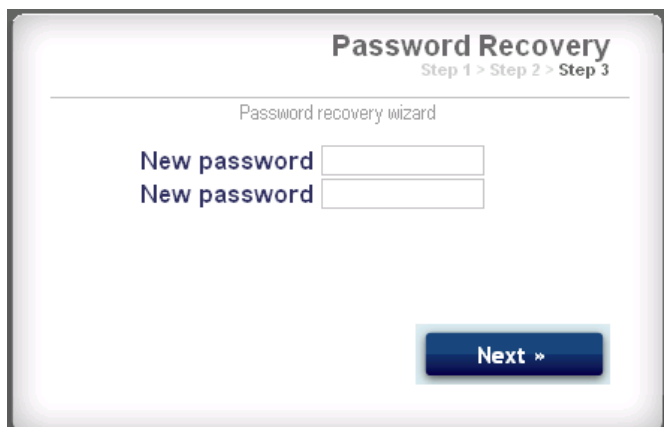 Password Recovery
Step 1 > Step 2 > Step 3
Password recovery wizard
New password
New password
Next »